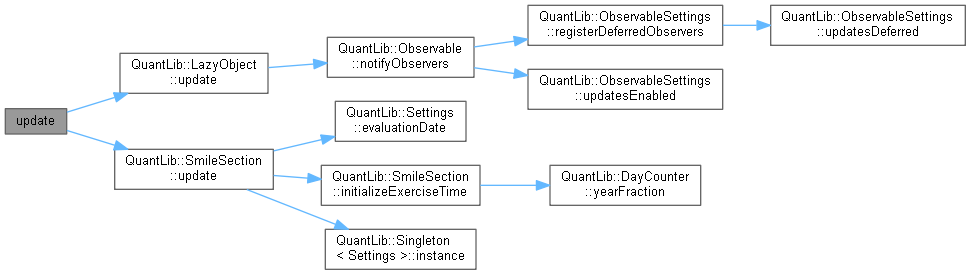 update
QuantLib::LazyObject
::update
QuantLib::SmileSection
::update
QuantLib::Observable
::notifyObservers
QuantLib::Settings
::evaluationDate
QuantLib::SmileSection
::initializeExerciseTime
QuantLib::Singleton
< Settings >::instance
QuantLib::ObservableSettings
::registerDeferredObservers
QuantLib::ObservableSettings
::updatesEnabled
QuantLib::DayCounter
::yearFraction
QuantLib::ObservableSettings
::updatesDeferred